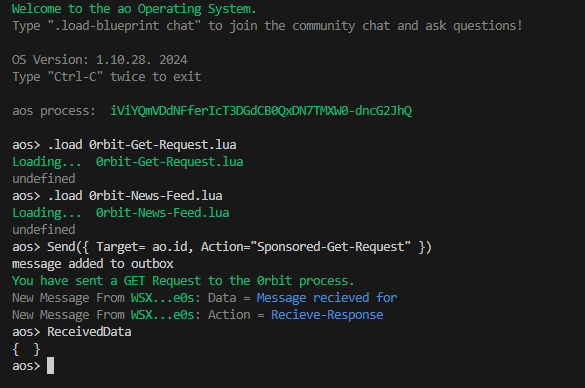 Welcome to the ao Operating System.
Type ".load-blueprint chat" to join the community chat and ask questions!
OS Version: 1.10.28. 2024
Type "Ctrl-C" twice to exit
aos process:  iViYQmVDdNFferIcT3DGdCB0QxDN7TMXW0-dncG2JhQ
aos> .load 0rbit-Get-Request.lua
Loading...  0rbit-Get-Request.lua
undefined
aos> .load 0rbit-News-Feed.lua
Loading...  0rbit-News-Feed.lua
undefined
aos> Send({ Target= ao.id, Action="Sponsored-Get-Request" })
message added to outbox
You have sent a GET Request to the 0rbit process.
New Message From WSX...e0s: Data = Message recieved for
New Message From WSX...e0s: Action = Recieve-Response
aos> ReceivedData
{  }
aos>